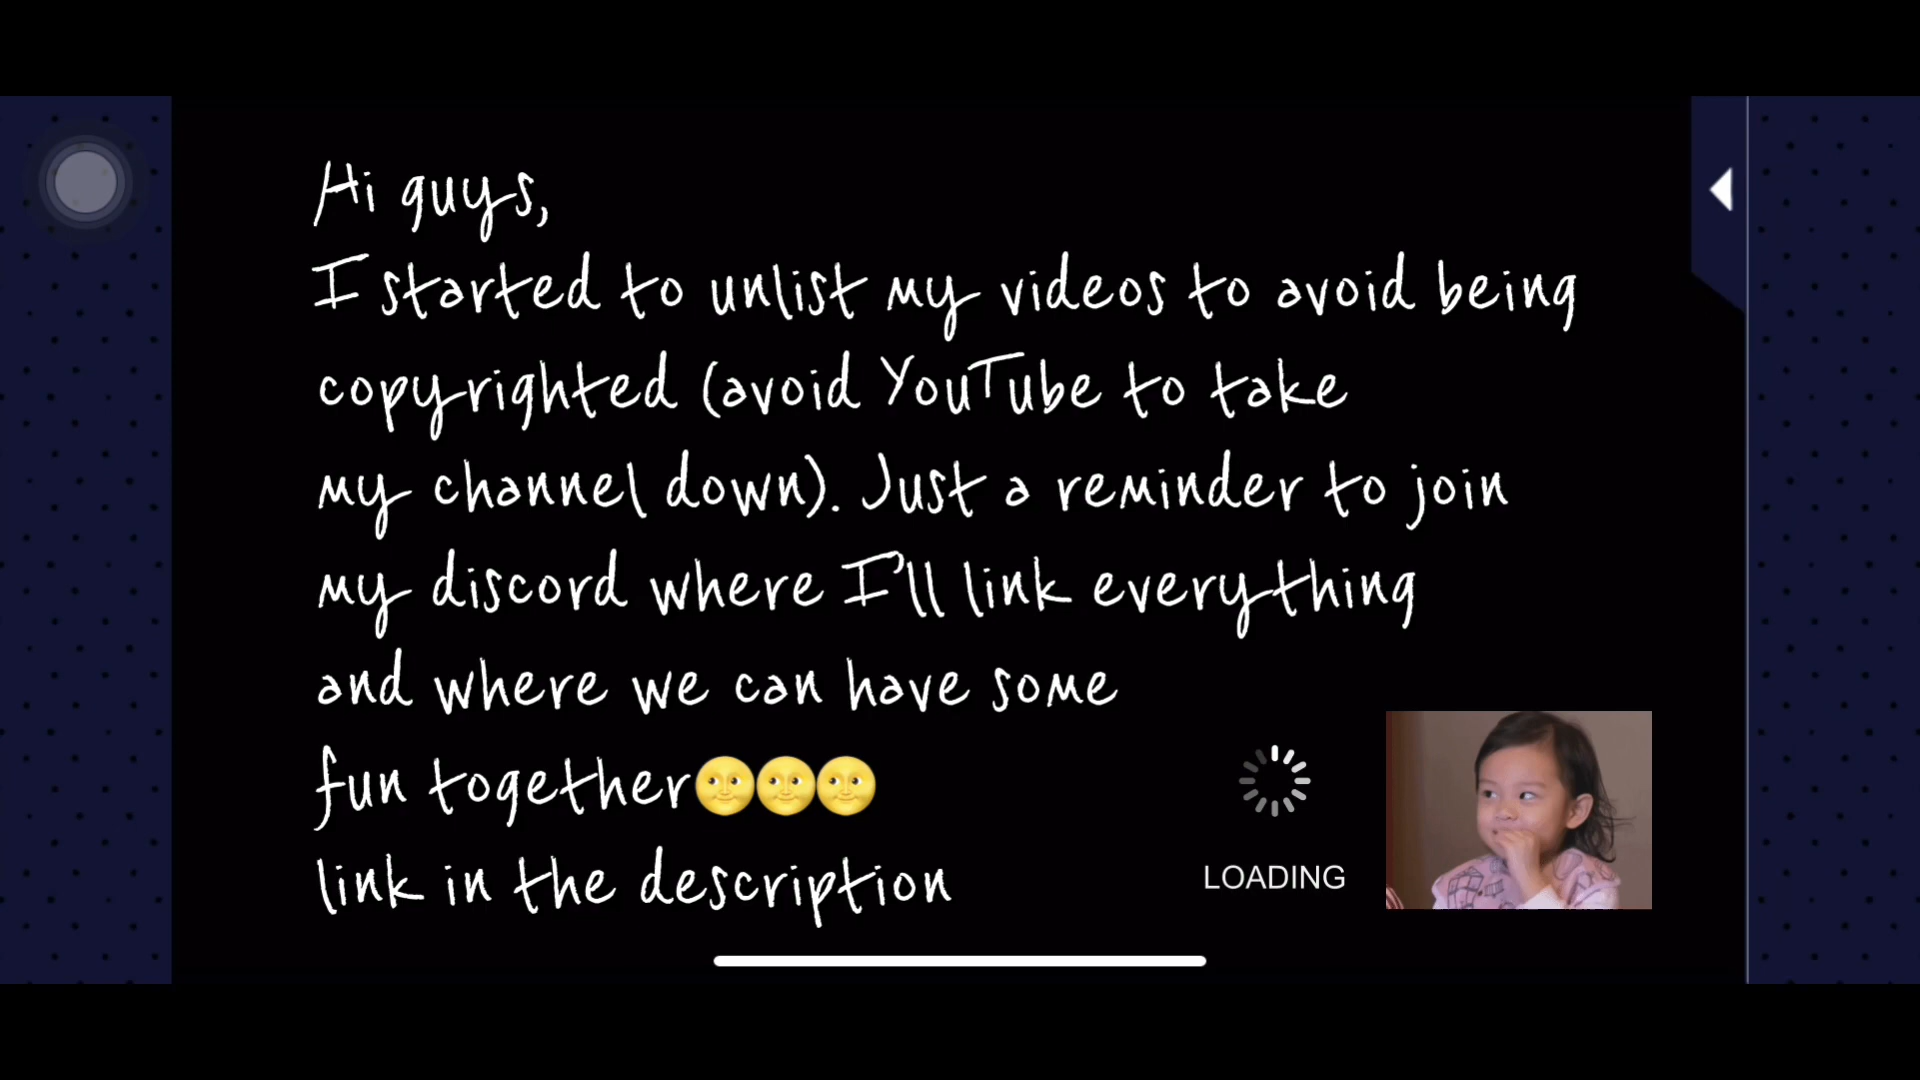 Hi guys,
I started to unlist my videos to avoid being
copyrighted (avoid YouTube to take
my channel down). Just a reminder to join
my discord where I'll link everything
and where we can have some
fun together🌝🌝🌝
link in the description
LOADING